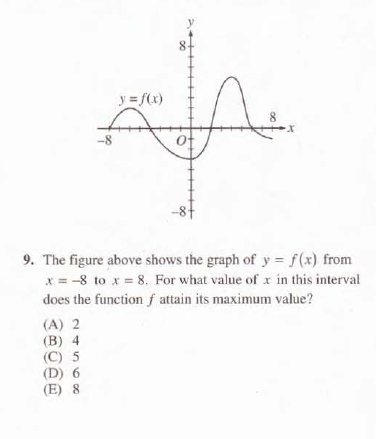 y
8
y = f(x)
8
-8
O
x
-8
9. The figure above shows the graph of y = f(x) from
x = -8 to x = 8. For what value of x in this interval
does the function f attain its maximum value?
(A) 2
(B) 4
(C) 5
(D) 6
(E) 8